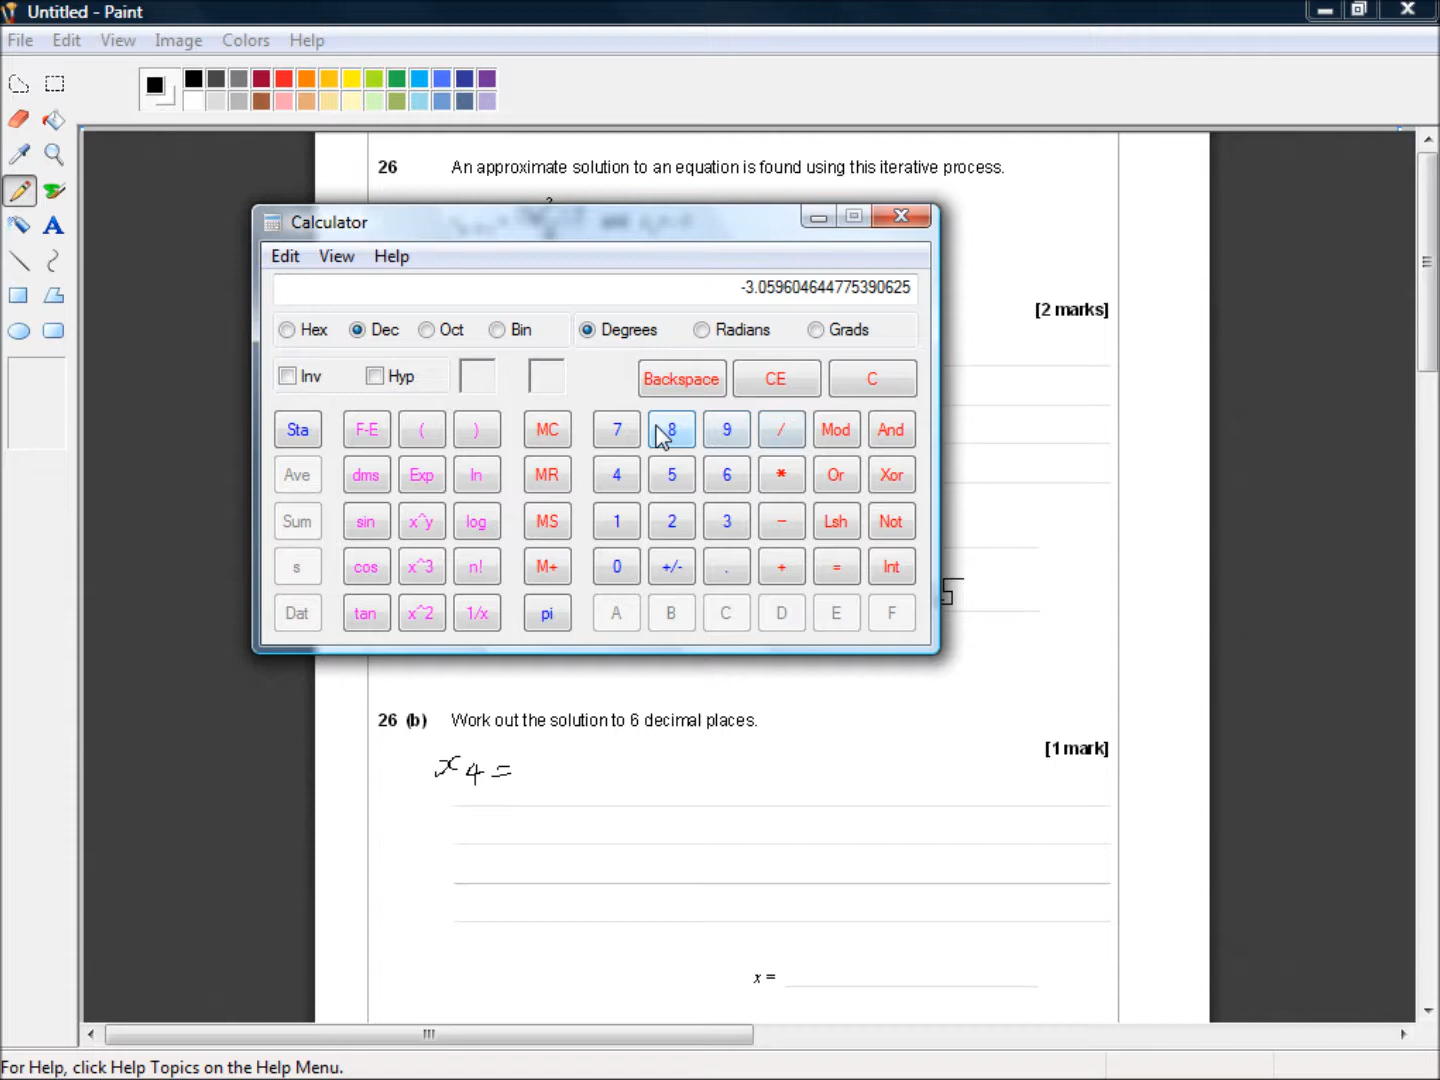 Untitled - Paint
File Edit View Image Colors Help
26 An approximate solution to an equation is found using this iterative process.
Calculator
Edit View Help
-3.059604644775390625
[2 marks]
Hex Dec Oct Bin Degrees Radians Grads
Inv Hyp Backspace CE C
Sta F-E ( ) MC 7 8 9 / Mod And
Ave dms Exp ln MR 4 5 6 * Or Xor
Sum sin x^y log MS 1 2 3 - Lsh Not
s cos x^3 n! M+ 0 +/- . + = Int
Dat tan x^2 1/x pi A B C D E F
5
26 (b) Work out the solution to 6 decimal places.
[1 mark]
x4 =
x =
For Help, click Help Topics on the Help Menu.